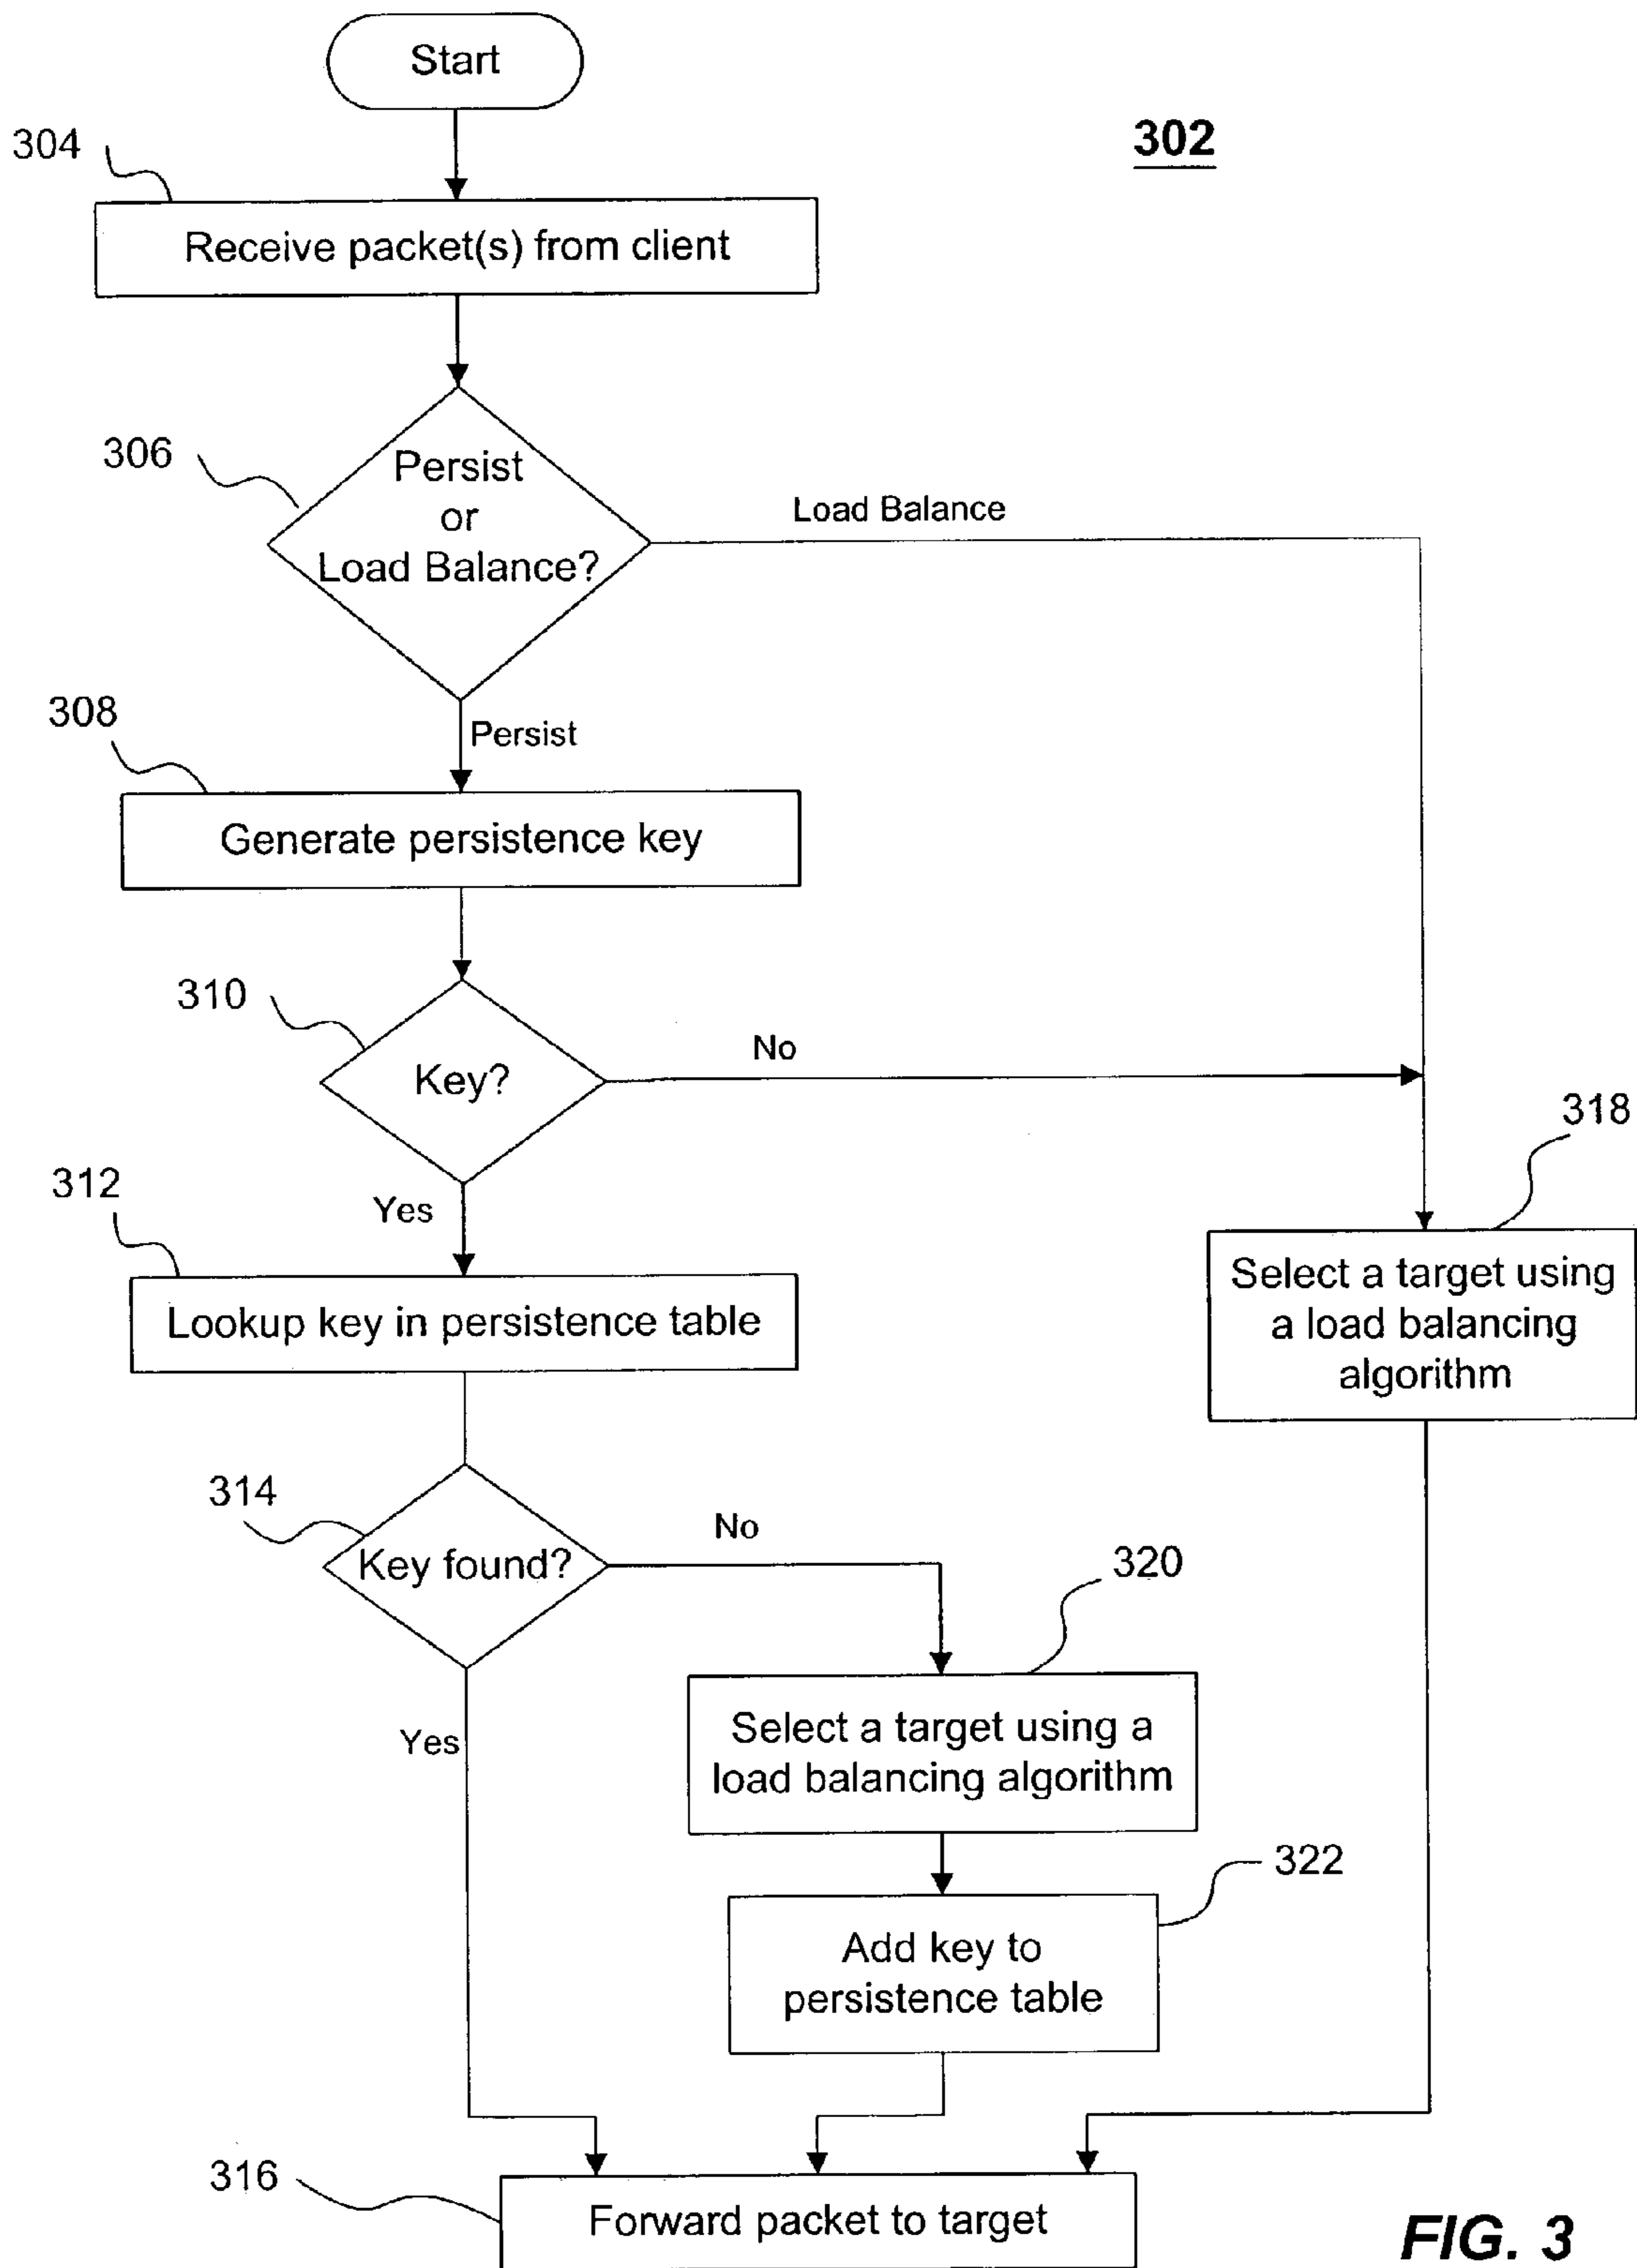 Start
302
304
Receive packet(s) from client
306
Persist
or
Load Balance?
Load Balance
308
Persist
Generate persistence key
310
Key?
No
318
312
Yes
Select a target using
a load balancing
algorithm
Lookup key in persistence table
314
Key found?
No
320
Yes
Select a target using a
load balancing algorithm
322
Add key to
persistence table
316
Forward packet to target
FIG. 3